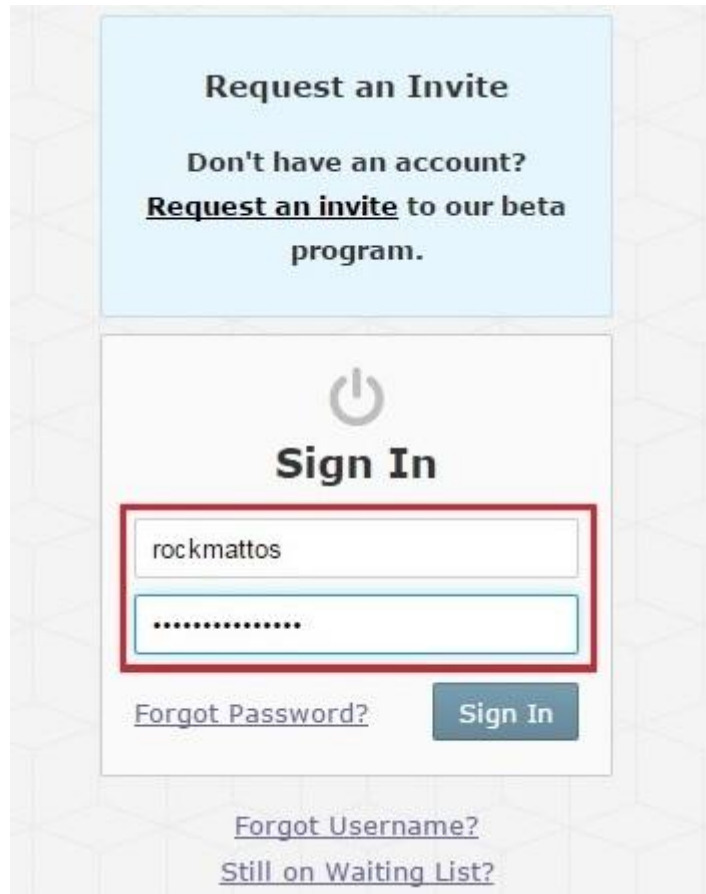 Request an Invite
Don't have an account?
Request an invite to our beta
program.
Sign In
rockmattos
•••••••••••••••
Forgot Password?
Sign In
Forgot Username?
Still on Waiting List?